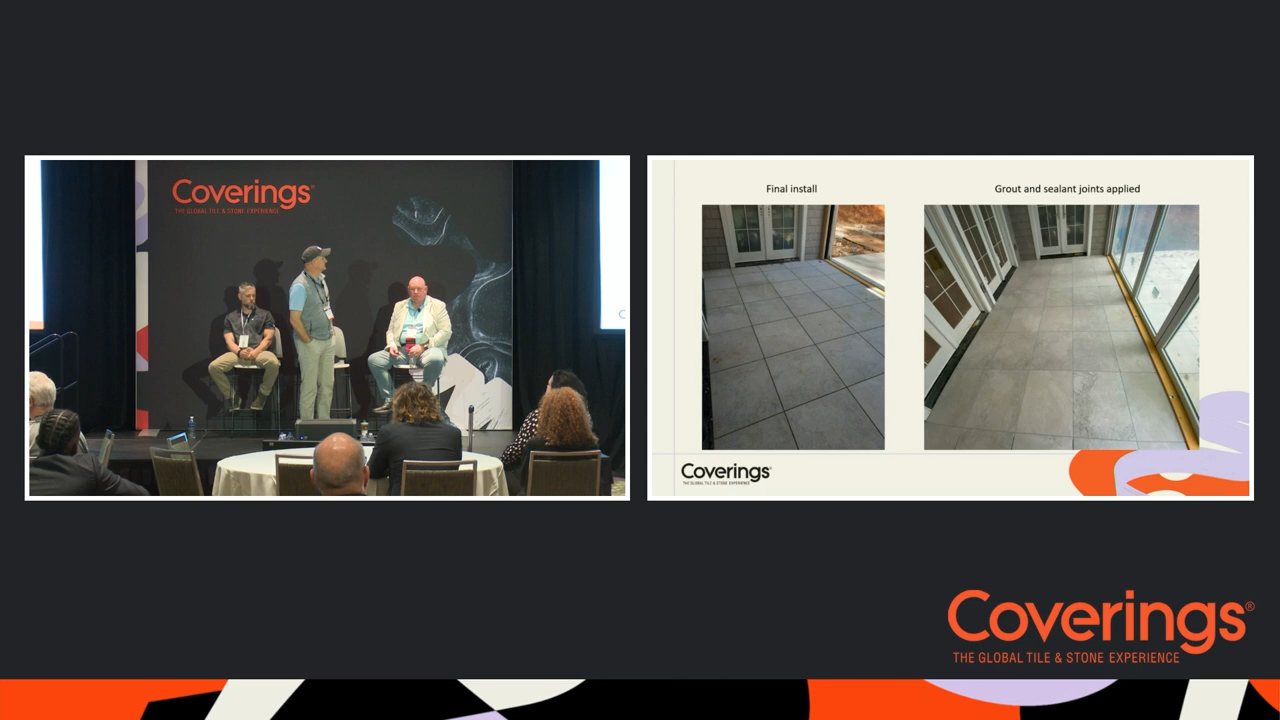 Coverings
THE GLOBAL TILE & STONE EXPERIENCE
Final install
Grout and sealant joints applied
Coverings
THE GLOBAL TILE & STONE EXPERIENCE
Coverings®
THE GLOBAL TILE & STONE EXPERIENCE